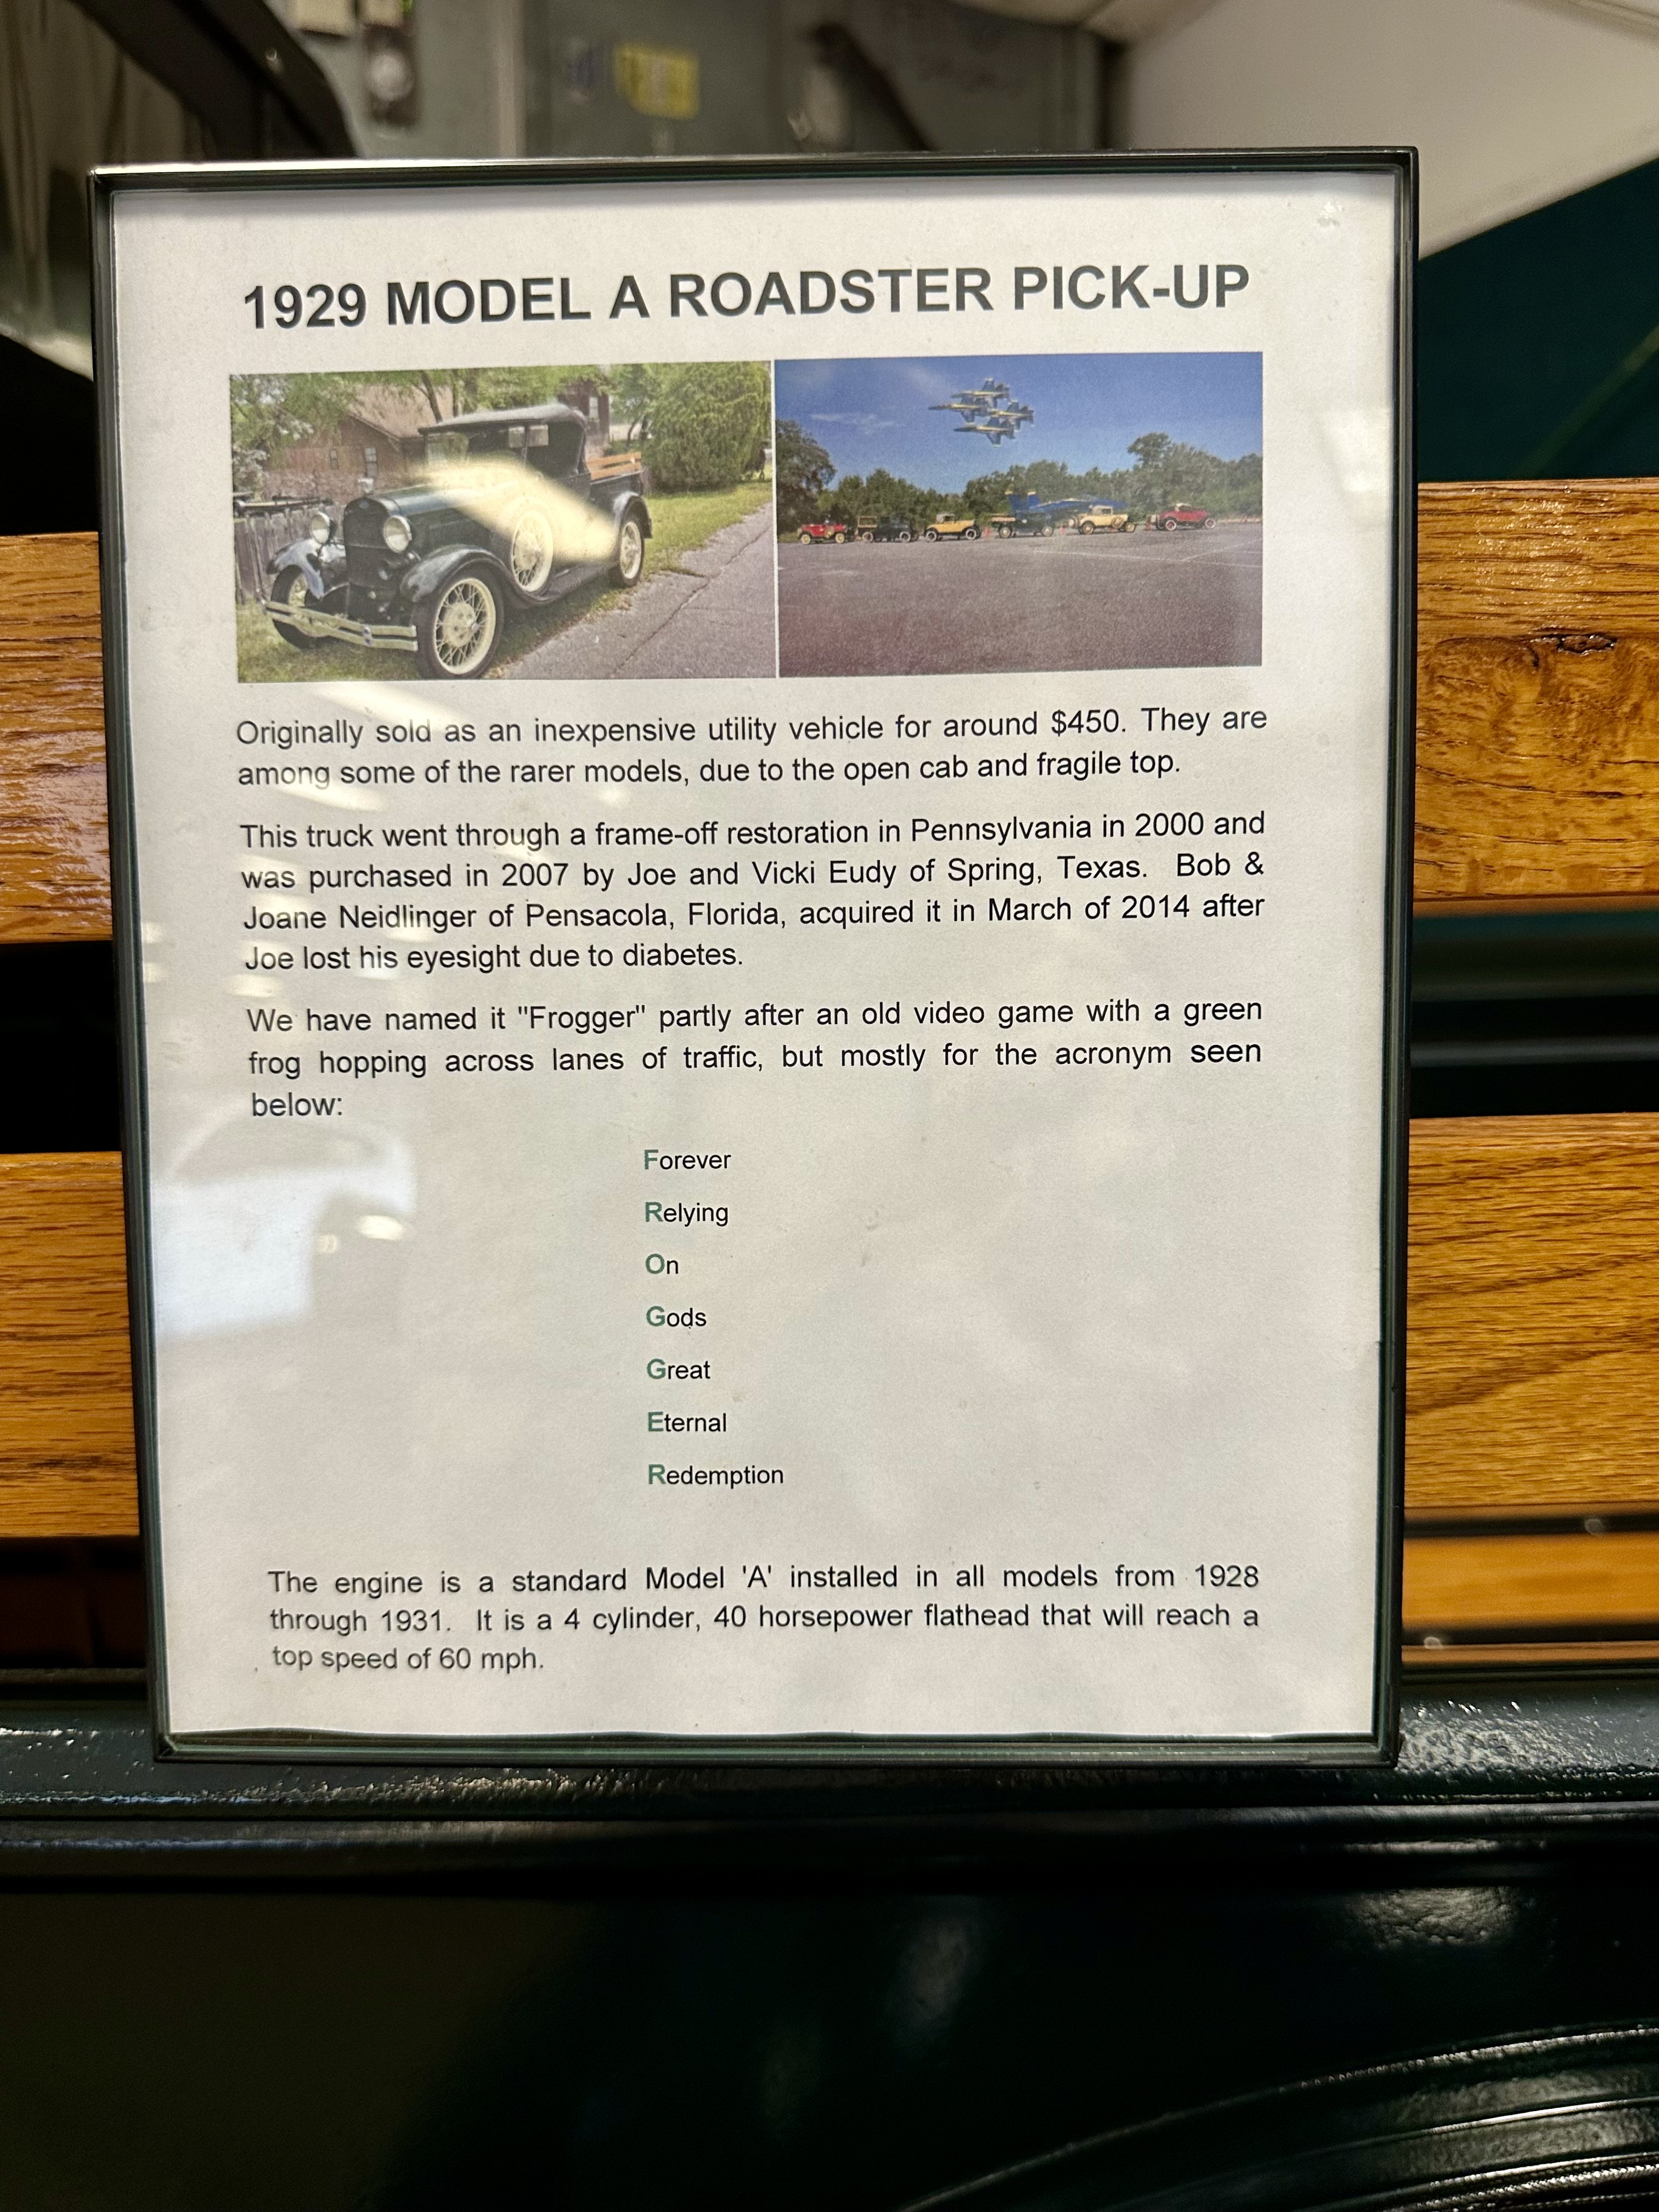 1929 MODEL A ROADSTER PICK-UP
Originally sold as an inexpensive utility vehicle for around $450. They are
among some of the rarer models, due to the open cab and fragile top.
This truck went through a frame-off restoration in Pennsylvania in 2000 and
was purchased in 2007 by Joe and Vicki Eudy of Spring, Texas. Bob &
Joane Neidlinger of Pensacola, Florida, acquired it in March of 2014 after
Joe lost his eyesight due to diabetes.
We have named it "Frogger" partly after an old video game with a green
frog hopping across lanes of traffic, but mostly for the acronym seen
below:
Forever
Relying
On
Gods
Great
Eternal
Redemption
The engine is a standard Model 'A' installed in all models from 1928
through 1931. It is a 4 cylinder, 40 horsepower flathead that will reach a
top speed of 60 mph.